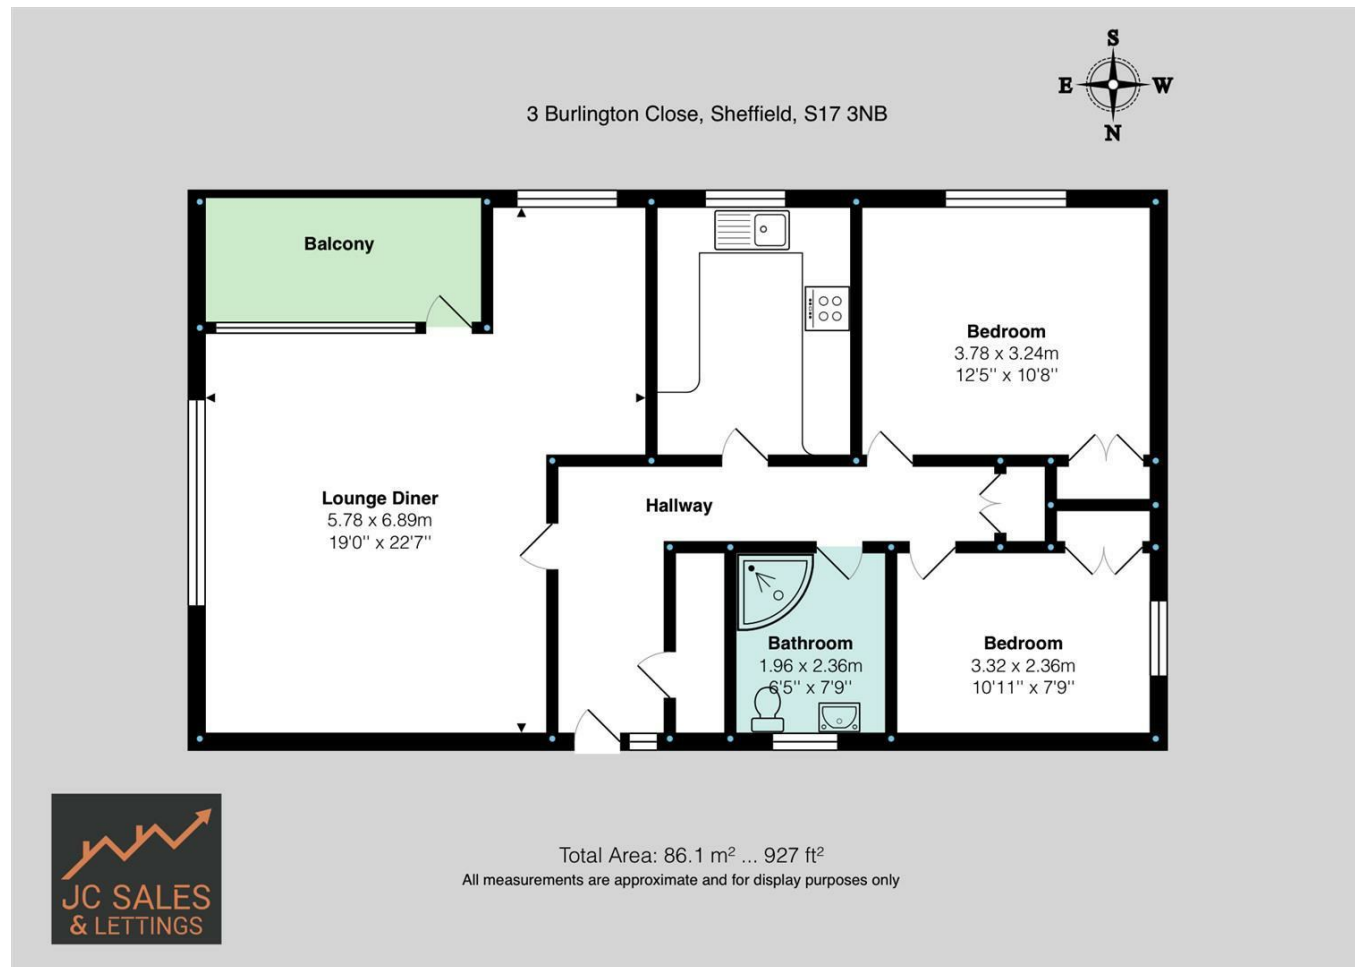 S
E W
N
3 Burlington Close, Sheffield, S17 3NB
Balcony
Bedroom
3.78 x 3.24m
12'5'' x 10'8''
Lounge Diner
5.78 x 6.89m
19'0'' x 22'7''
Hallway
Bathroom
1.96 x 2.36m
6'5'' x 7'9''
Bedroom
3.32 x 2.36m
10'11'' x 7'9''
JC SALES
& LETTINGS
Total Area: 86.1 m² ... 927 ft²
All measurements are approximate and for display purposes only